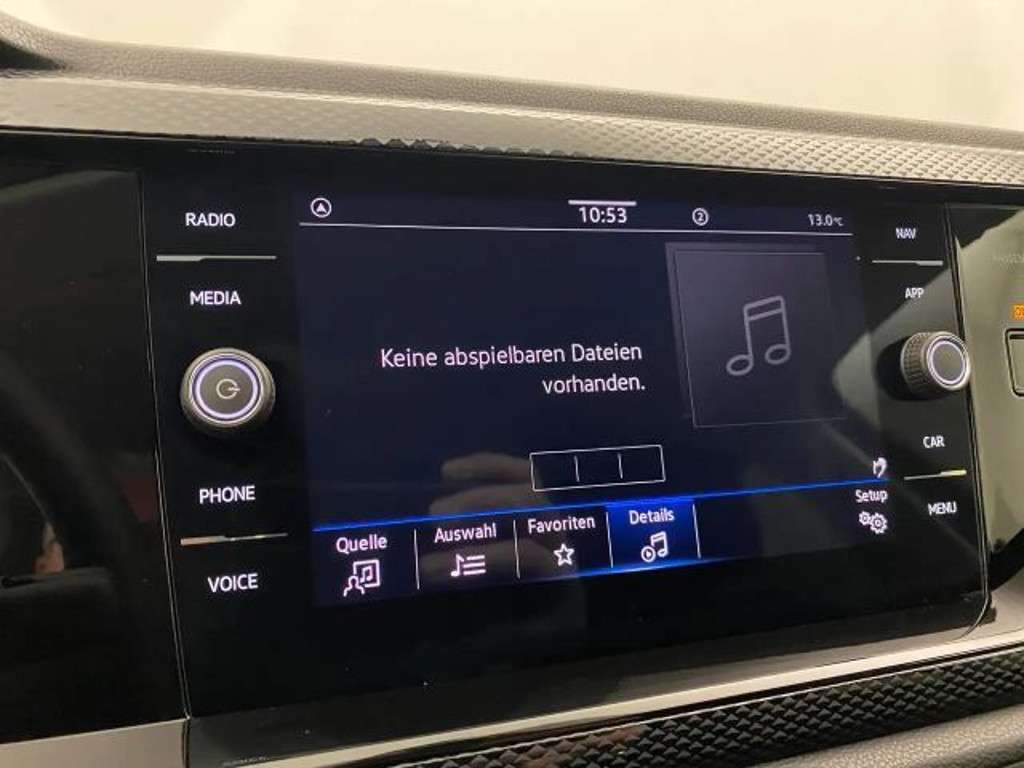 RADIO
MEDIA
PHONE
VOICE
10:53
2
13.0°C
Keine abspielbaren Dateien
vorhanden.
Quelle
Auswahl
Favoriten
Details
Setup
NAV
APP
CAR
MENU